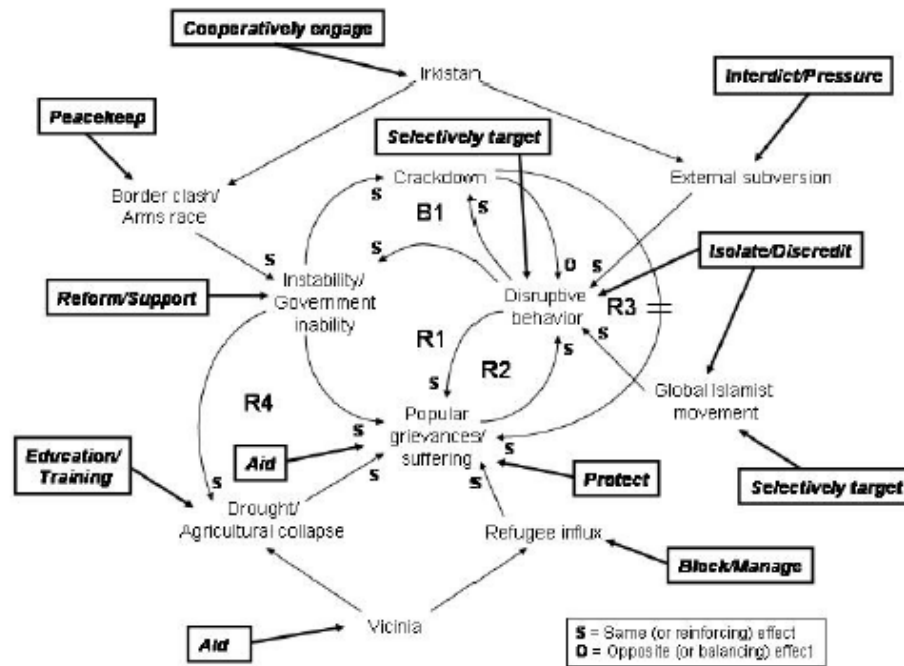 Cooperatively engage
Irkistan
Interdict/Pressure
Peacekeep
Selectively target
Crackdown
External subversion
Border clash/
Arms race
S
S
B1
S
S
S
O
S
Isolate/Discredit
Instability/
Government
inability
Reform/Support
Disruptive
behavior
R3
R1
S
S
R2
S
Global Islamist
movement
R4
Popular
grievances/
suffering
S
S
S
S
Education/
Training
Aid
Protect
Selectively target
S
Drought/
Agricultural collapse
Refugee influx
Block/Manage
Aid
Vicinia
S = Same (or reinforcing) effect
O = Opposite (or balancing) effect